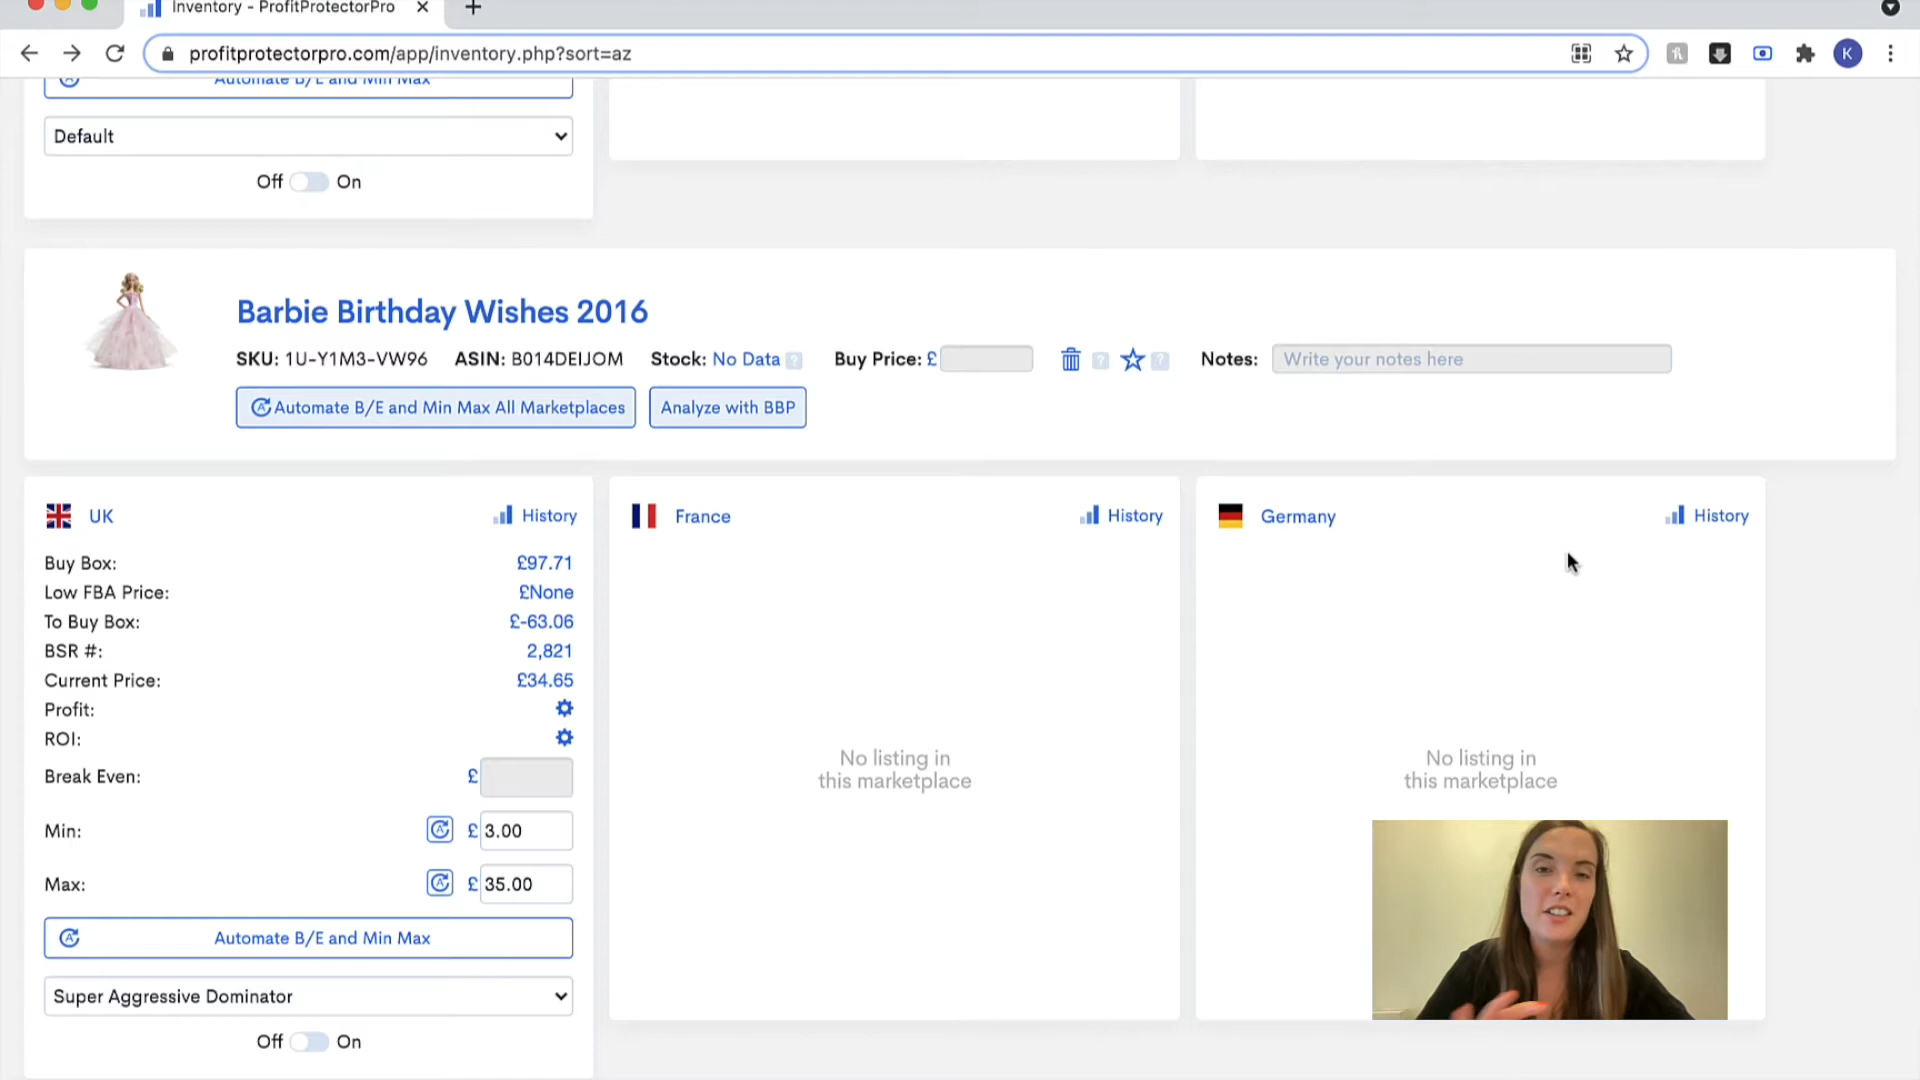 Inventory - ProfitProtectorPro
profitprotectorpro.com/app/inventory.php?sort=az
K
Automate B/E and Min Max
Default
Off On
Barbie Birthday Wishes 2016
SKU: 1U-Y1M3-VW96 ASIN: B014DEIJOM Stock: No Data ? Buy Price: £ ? ? Notes: Write your notes here
Automate B/E and Min Max All Marketplaces Analyze with BBP
UK History
Buy Box: £97.71
Low FBA Price: £None
To Buy Box: £-63.06
BSR #: 2,821
Current Price: £34.65
Profit:
ROI:
Break Even: £
Min: £ 3.00
Max: £ 35.00
Automate B/E and Min Max
Super Aggressive Dominator
Off On
France History
No listing in
this marketplace
Germany History
No listing in
this marketplace